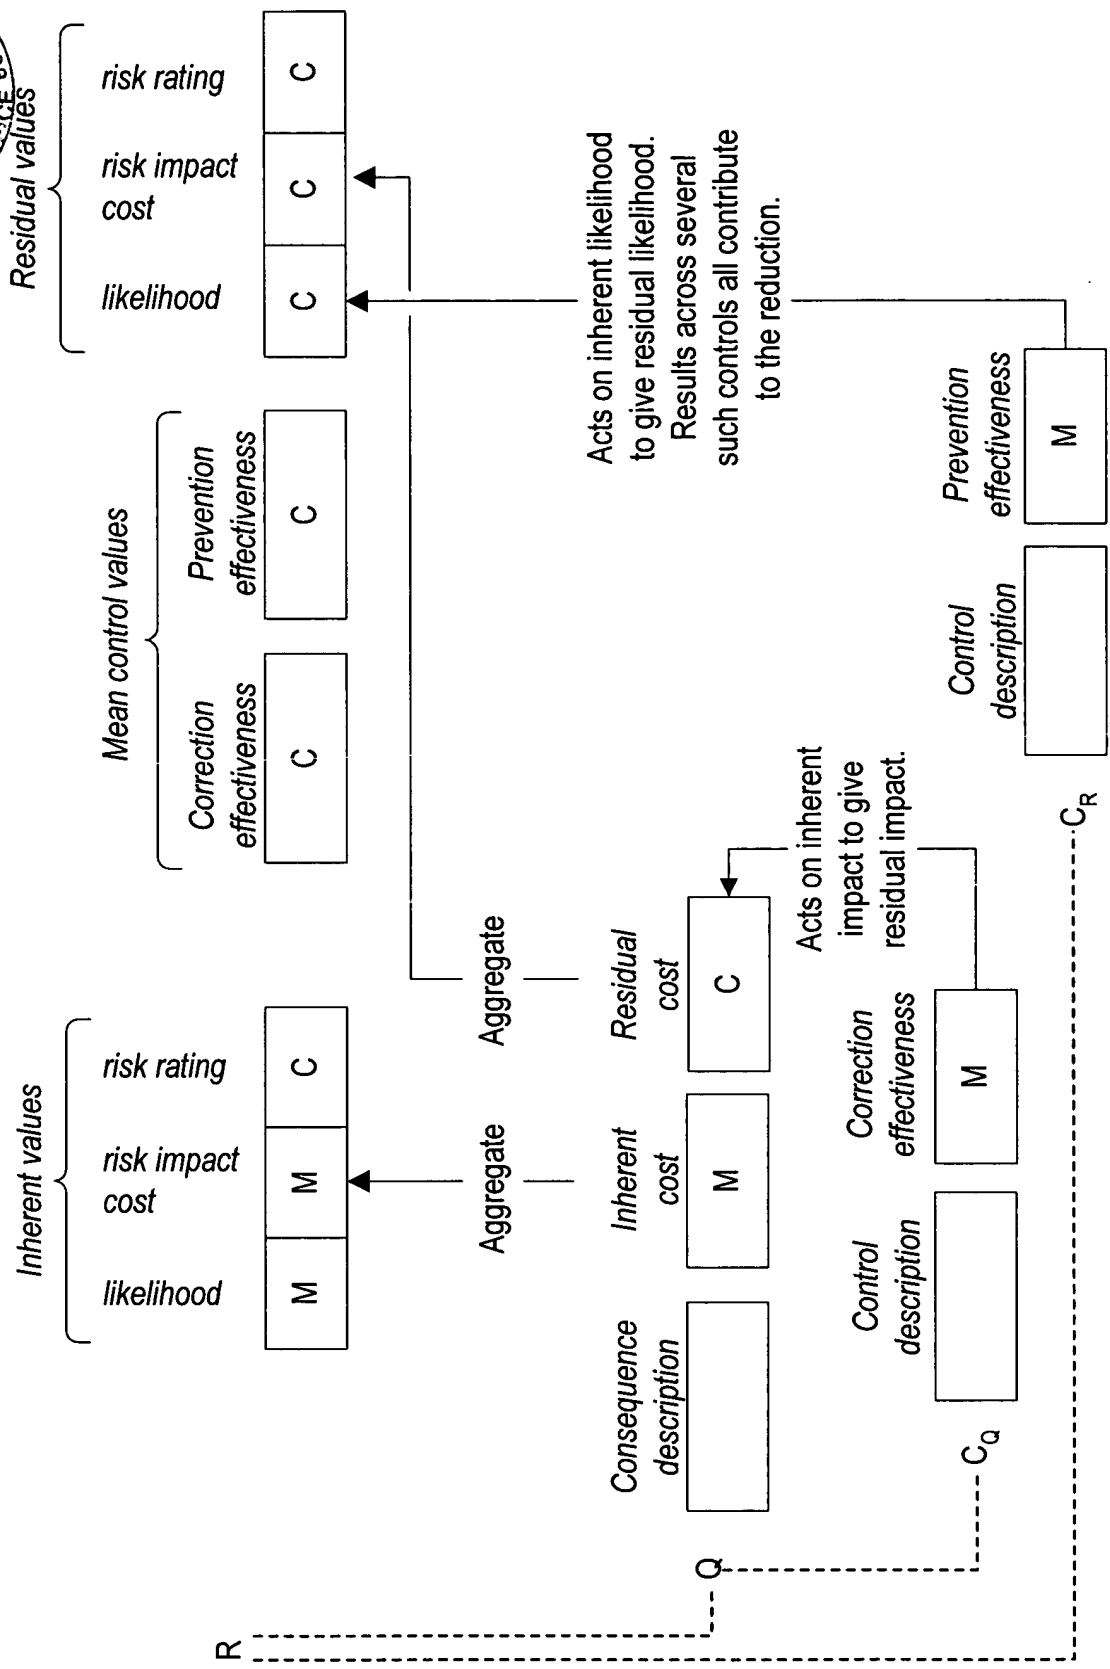 Inherent values
Mean control values
Residual values
likelihood
risk impact
cost
risk rating
Correction
effectiveness
Prevention
effectiveness
likelihood
risk impact
cost
risk rating
R
M
M
C
C
C
C
C
C
Aggregate
Aggregate
Q
Consequence
description
Inherent
cost
M
Residual
cost
C
Acts on inherent likelihood
to give residual likelihood.
Results across several
such controls all contribute
to the reduction.
Acts on inherent
impact to give
residual impact.
CQ
Control
description
Correction
effectiveness
M
CR
Control
description
Prevention
effectiveness
M